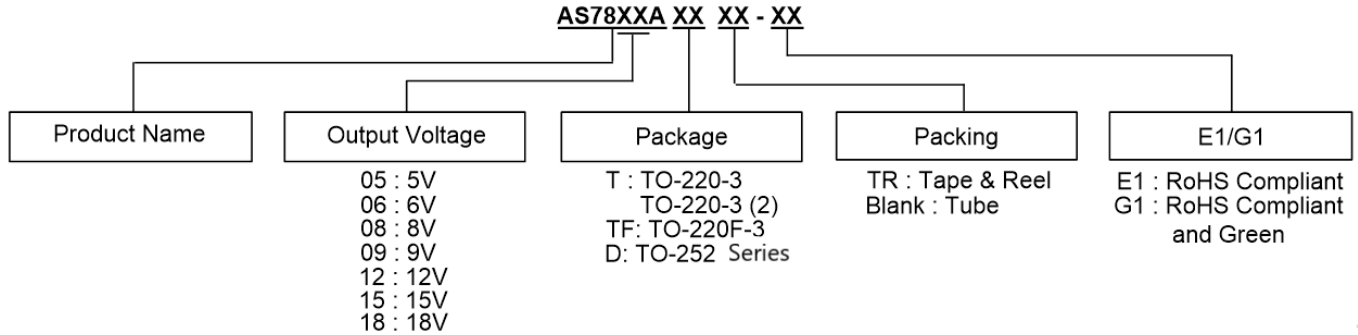 AS78XXA XX XX - XX
Product Name
Output Voltage
05 : 5V
06 : 6V
08 : 8V
09 : 9V
12 : 12V
15 : 15V
18 : 18V
Package
T : TO-220-3
TO-220-3 (2)
TF: TO-220F-3
D: TO-252 Series
Packing
TR : Tape & Reel
Blank : Tube
E1/G1
E1 : RoHS Compliant
G1 : RoHS Compliant
and Green